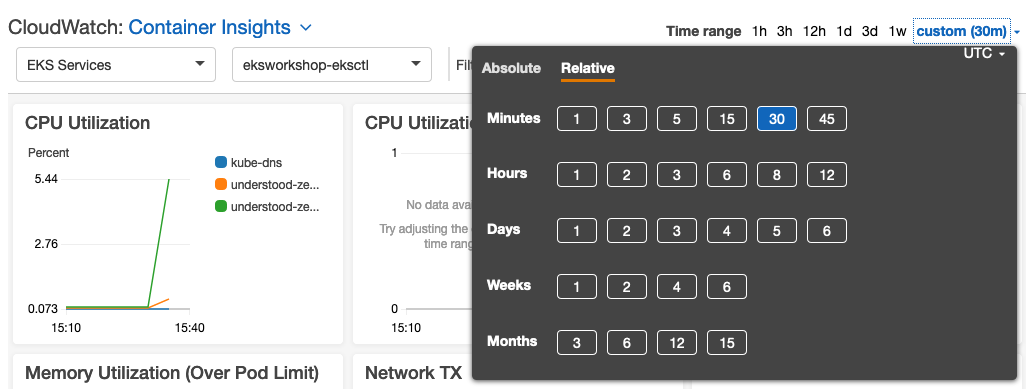 CloudWatch: Container Insights
Time range 1h 3h 12h 1d 3d 1w custom (30m)
EKS Services
eksworkshop-eksctl
UTC
Absolute Relative
Minutes 1 3 5 15 30 45
Hours 1 2 3 6 8 12
Days 1 2 3 4 5 6
Weeks 1 2 4 6
Months 3 6 12 15
CPU Utilization
Percent
5.44
2.76
0.073
15:10 15:40
kube-dns
understood-ze...
understood-ze...
CPU
1
No data
Try adjusting the
time
0
15:10
Memory Utilization (Over Pod Limit)
Network TX